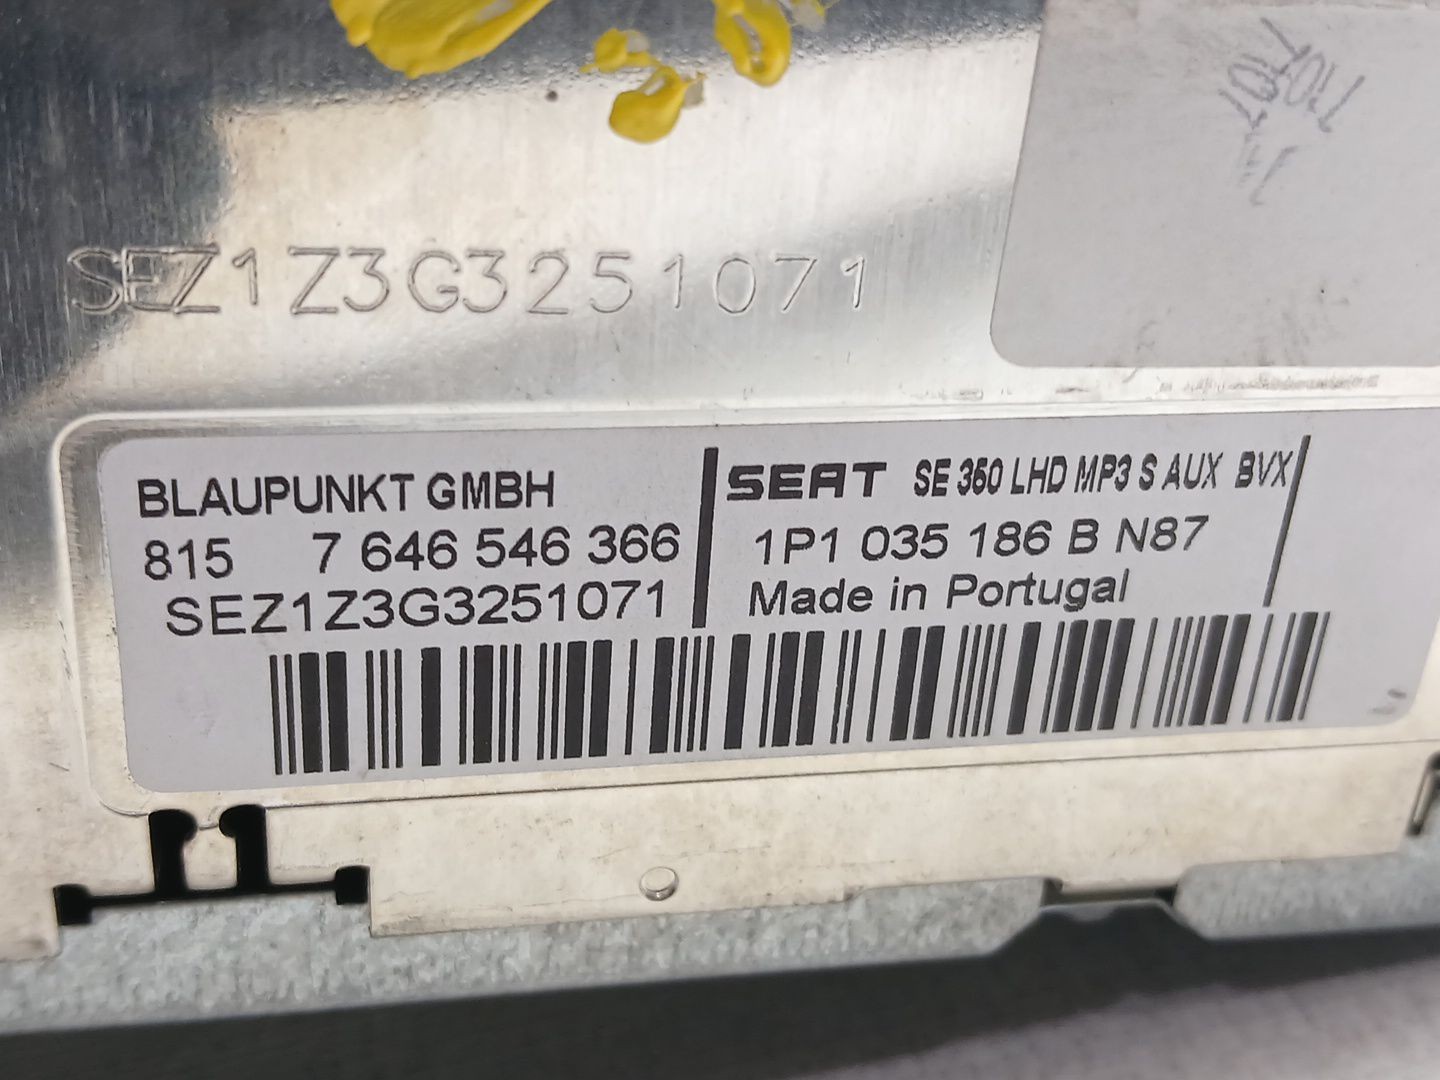 SEZ1Z3G3251071
BLAUPUNKT GMBH
815 7 646 546 366
SEZ1Z3G3251071
SEAT SE 360 LHD MP3 S AUX BVX
1P1 035 186 B N87
Made in Portugal